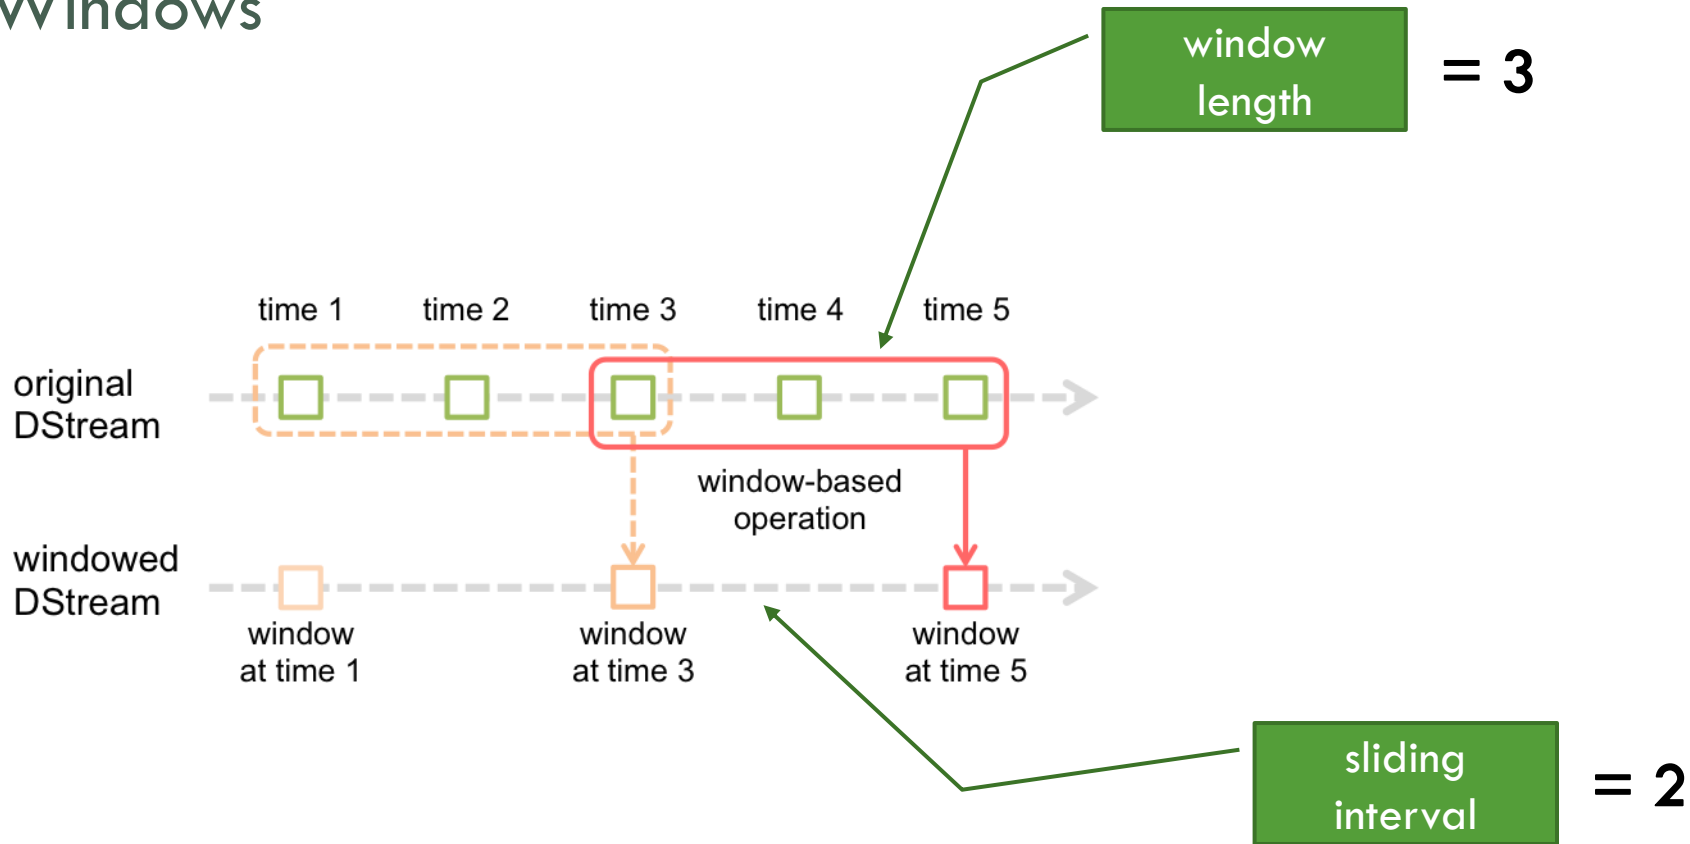 Windows
window
length
= 3
time 1 time 2 time 3 time 4 time 5
original
DStream
window-based
operation
windowed
DStream
window
at time 1
window
at time 3
window
at time 5
sliding
interval
= 2